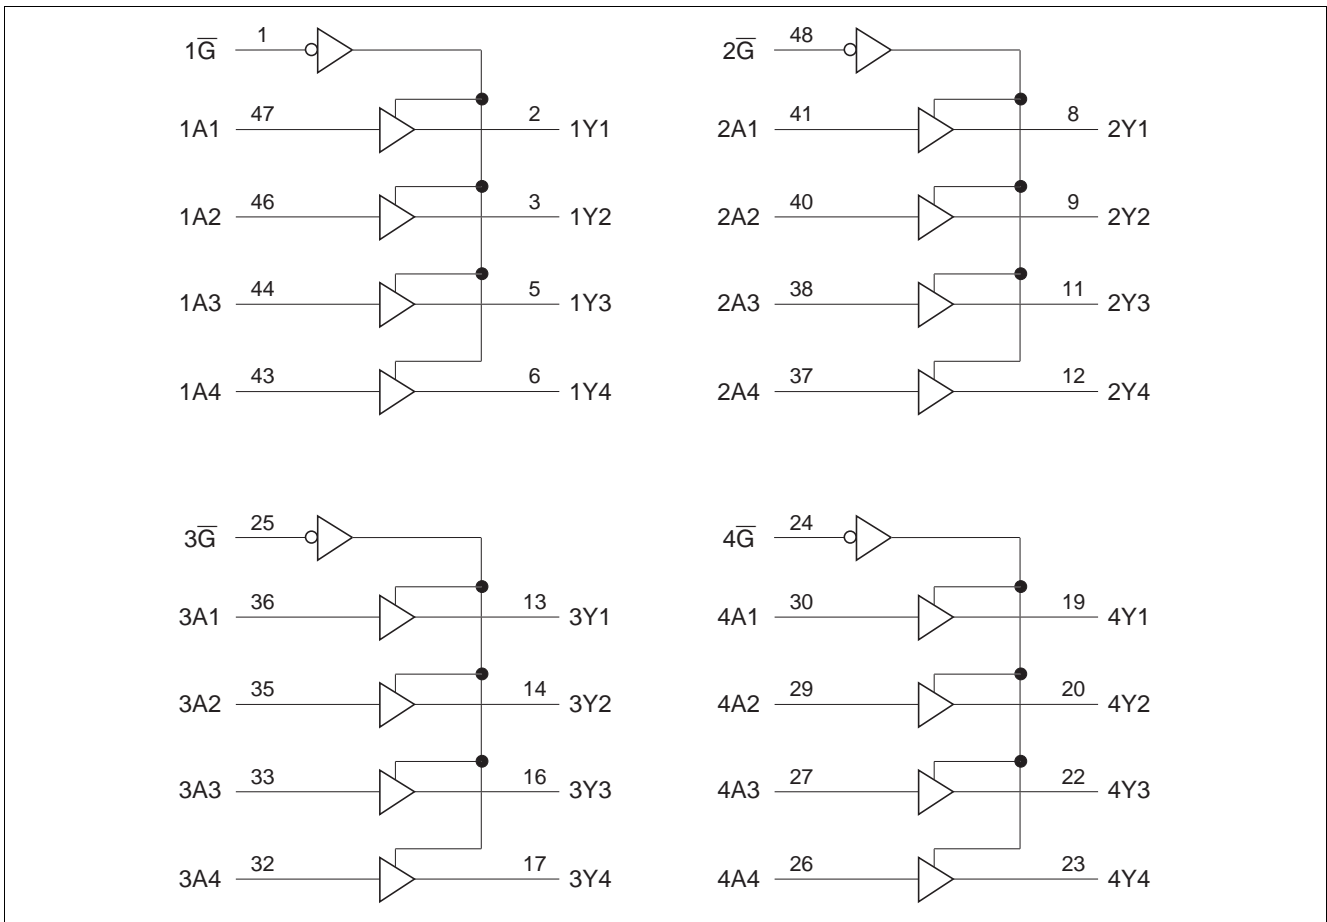 1G̅ 1
1A1 47 2 1Y1
1A2 46 3 1Y2
1A3 44 5 1Y3
1A4 43 6 1Y4
2G̅ 48
2A1 41 8 2Y1
2A2 40 9 2Y2
2A3 38 11 2Y3
2A4 37 12 2Y4
3G̅ 25
3A1 36 13 3Y1
3A2 35 14 3Y2
3A3 33 16 3Y3
3A4 32 17 3Y4
4G̅ 24
4A1 30 19 4Y1
4A2 29 20 4Y2
4A3 27 22 4Y3
4A4 26 23 4Y4